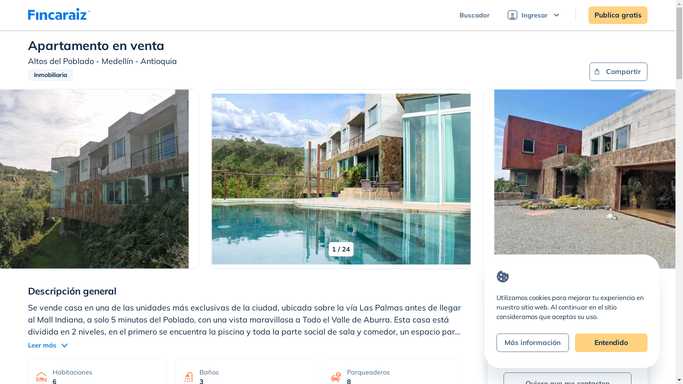 Fincaraiz
Buscador
Ingresar
Publica gratis
Apartamento en venta
Altos del Poblado - Medellín - Antioquia
Inmobiliaria
Compartir
1 / 24
Descripción general
Se vende casa en una de las unidades más exclusivas de la ciudad, ubicada sobre la vía Las Palmas antes de llegar
al Mall Indiana, a solo 5 minutos del Poblado, con una vista maravillosa a Todo el Valle de Aburra. Esta casa está
dividida en 2 niveles, en el primero se encuentra la piscina y toda la parte social de sala y comedor, un espacio par...
Leer más
Habitaciones
6
Baños
3
Parqueaderos
8
Utilizamos cookies para mejorar tu experiencia en
nuestro sitio web. Al continuar en el sitio
consideramos que aceptas su uso.
Más información
Entendido
Quiero que me contacten